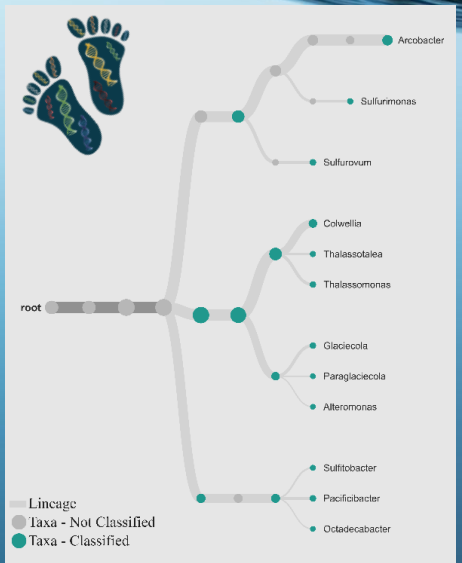 Arcobacter
Sulfurimonas
Sulfurovum
Colwellia
Thalassotalea
Thalassomonas
root
Glaciecola
Paraglaciecola
Alteromonas
Sulfitobacter
Pacificibacter
Octadecabacter
Lineage
Taxa - Not Classified
Taxa - Classified